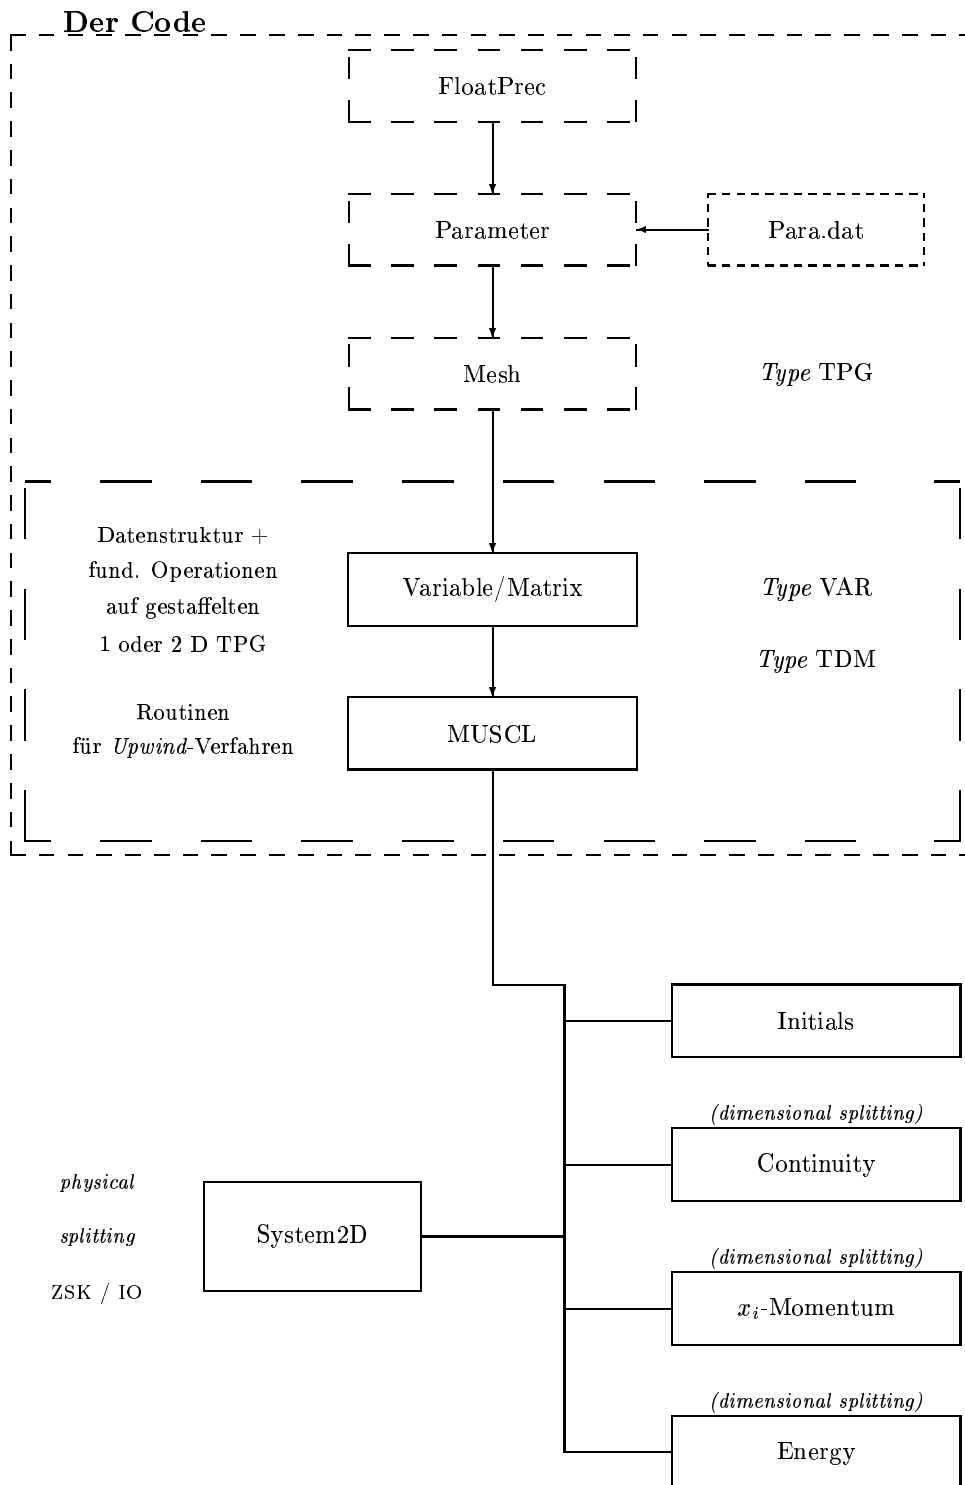 Der Code
FloatPrec
Parameter
Para.dat
Mesh
Type TPG
Datenstruktur +
fund. Operationen
auf gestaffelten
1 oder 2 D TPG
Variable/Matrix
Type VAR
Type TDM
Routinen
für Upwind-Verfahren
MUSCL
Initials
(dimensional splitting)
Continuity
physical
splitting
ZSK / IO
System2D
(dimensional splitting)
x_i-Momentum
(dimensional splitting)
Energy